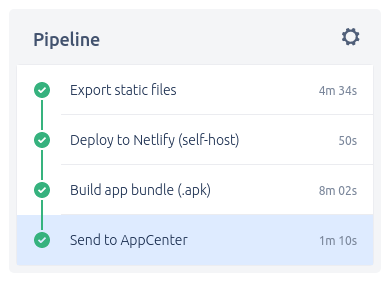 Pipeline
Export static files 4m 34s
Deploy to Netlify (self-host) 50s
Build app bundle (.apk) 8m 02s
Send to AppCenter 1m 10s